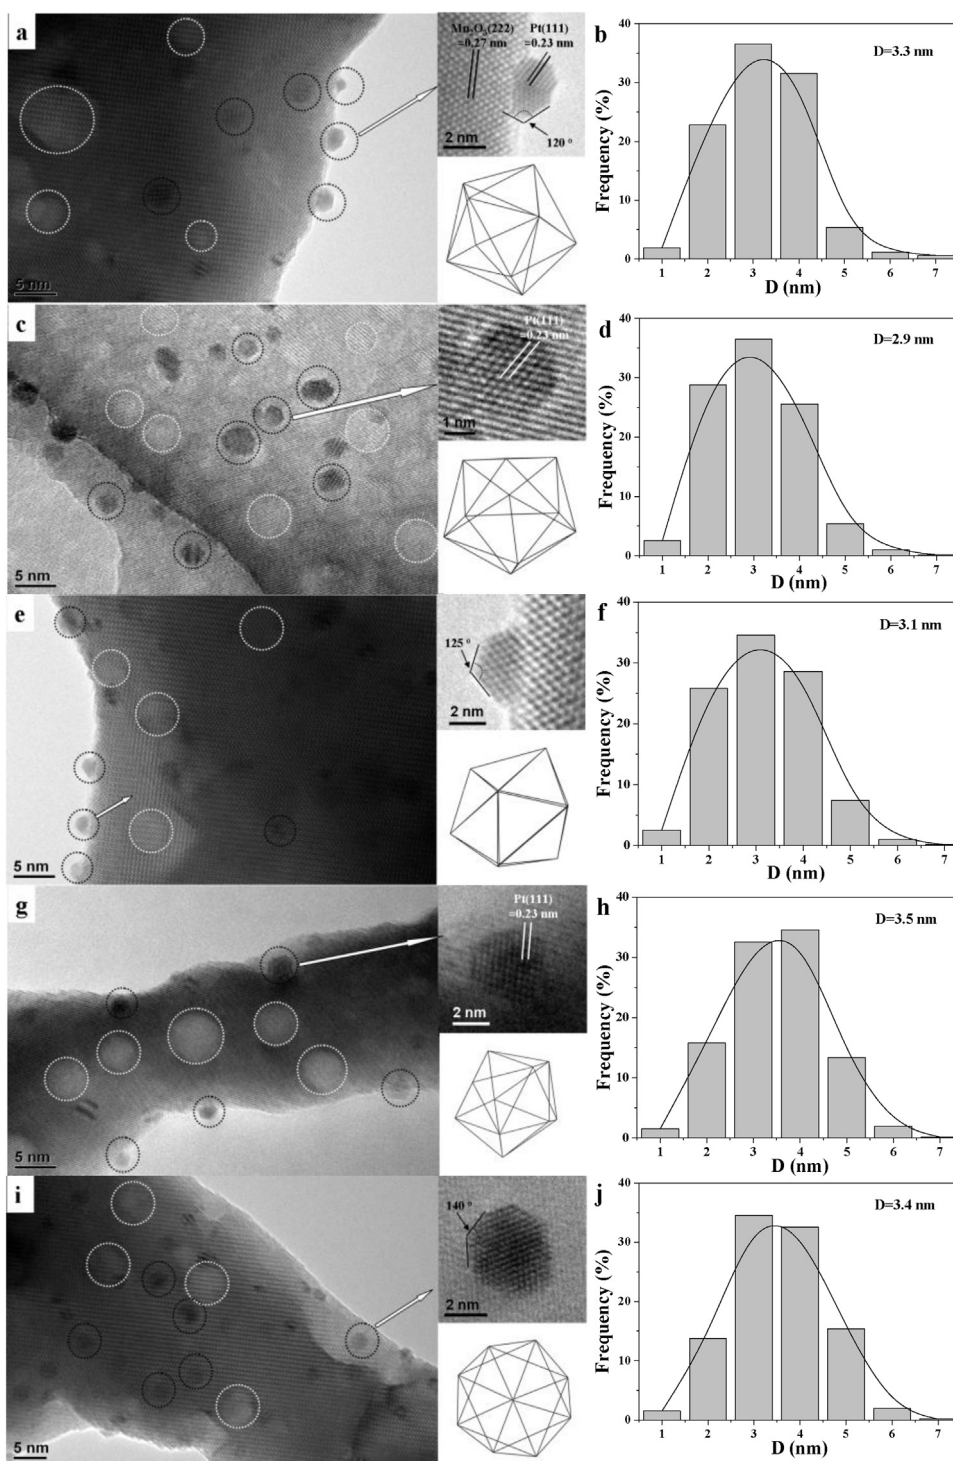 a
Mn₂O₃(222)
=0.27 nm
Pt(111)
=0.23 nm
120 °
2 nm
5 nm
b
D=3.3 nm
Frequency (%)
40
30
20
10
0
1 2 3 4 5 6 7
D (nm)
c
Pt(111)
=0.23 nm
1 nm
5 nm
d
D=2.9 nm
Frequency (%)
40
30
20
10
0
1 2 3 4 5 6 7
D (nm)
e
125 °
2 nm
5 nm
f
D=3.1 nm
Frequency (%)
40
30
20
10
0
1 2 3 4 5 6 7
D (nm)
g
Pt(111)
=0.23 nm
2 nm
5 nm
h
D=3.5 nm
Frequency (%)
40
30
20
10
0
1 2 3 4 5 6 7
D (nm)
i
140 °
2 nm
5 nm
j
D=3.4 nm
Frequency (%)
40
30
20
10
0
1 2 3 4 5 6 7
D (nm)